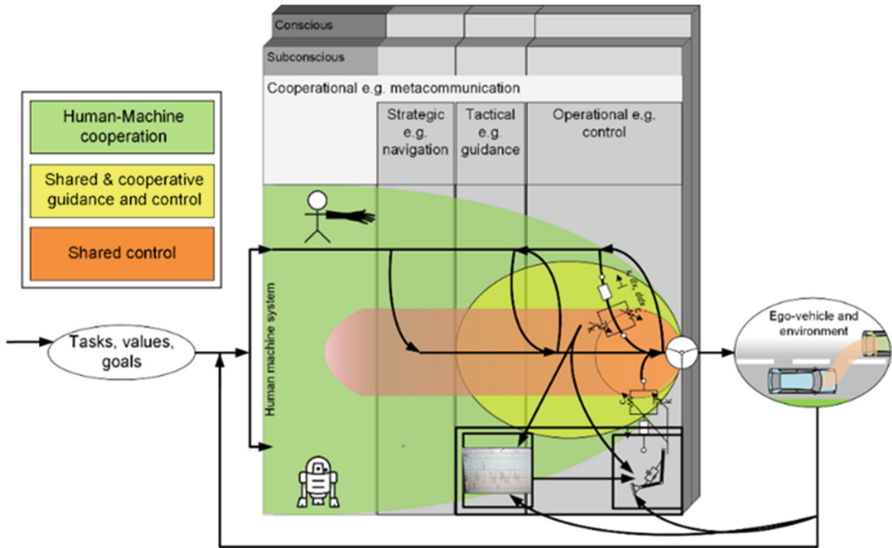 Conscious
Subconscious
Cooperational e.g. metacommunication
Strategic
e.g.
navigation
Tactical e.g.
guidance
Operational e.g.
control
Human-Machine
cooperation
Shared & cooperative
guidance and control
Shared control
Tasks, values,
goals
Human machine system
Ego-vehicle and
environment